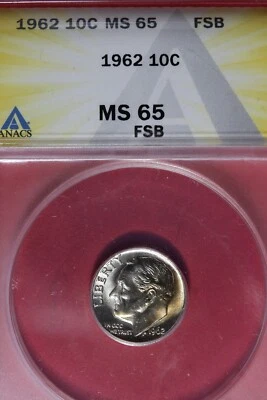 1962 10C MS 65 FSB
1962 10C
MS 65
FSB
ANACS
LIBERTY
IN GOD
WE TRUST
1962